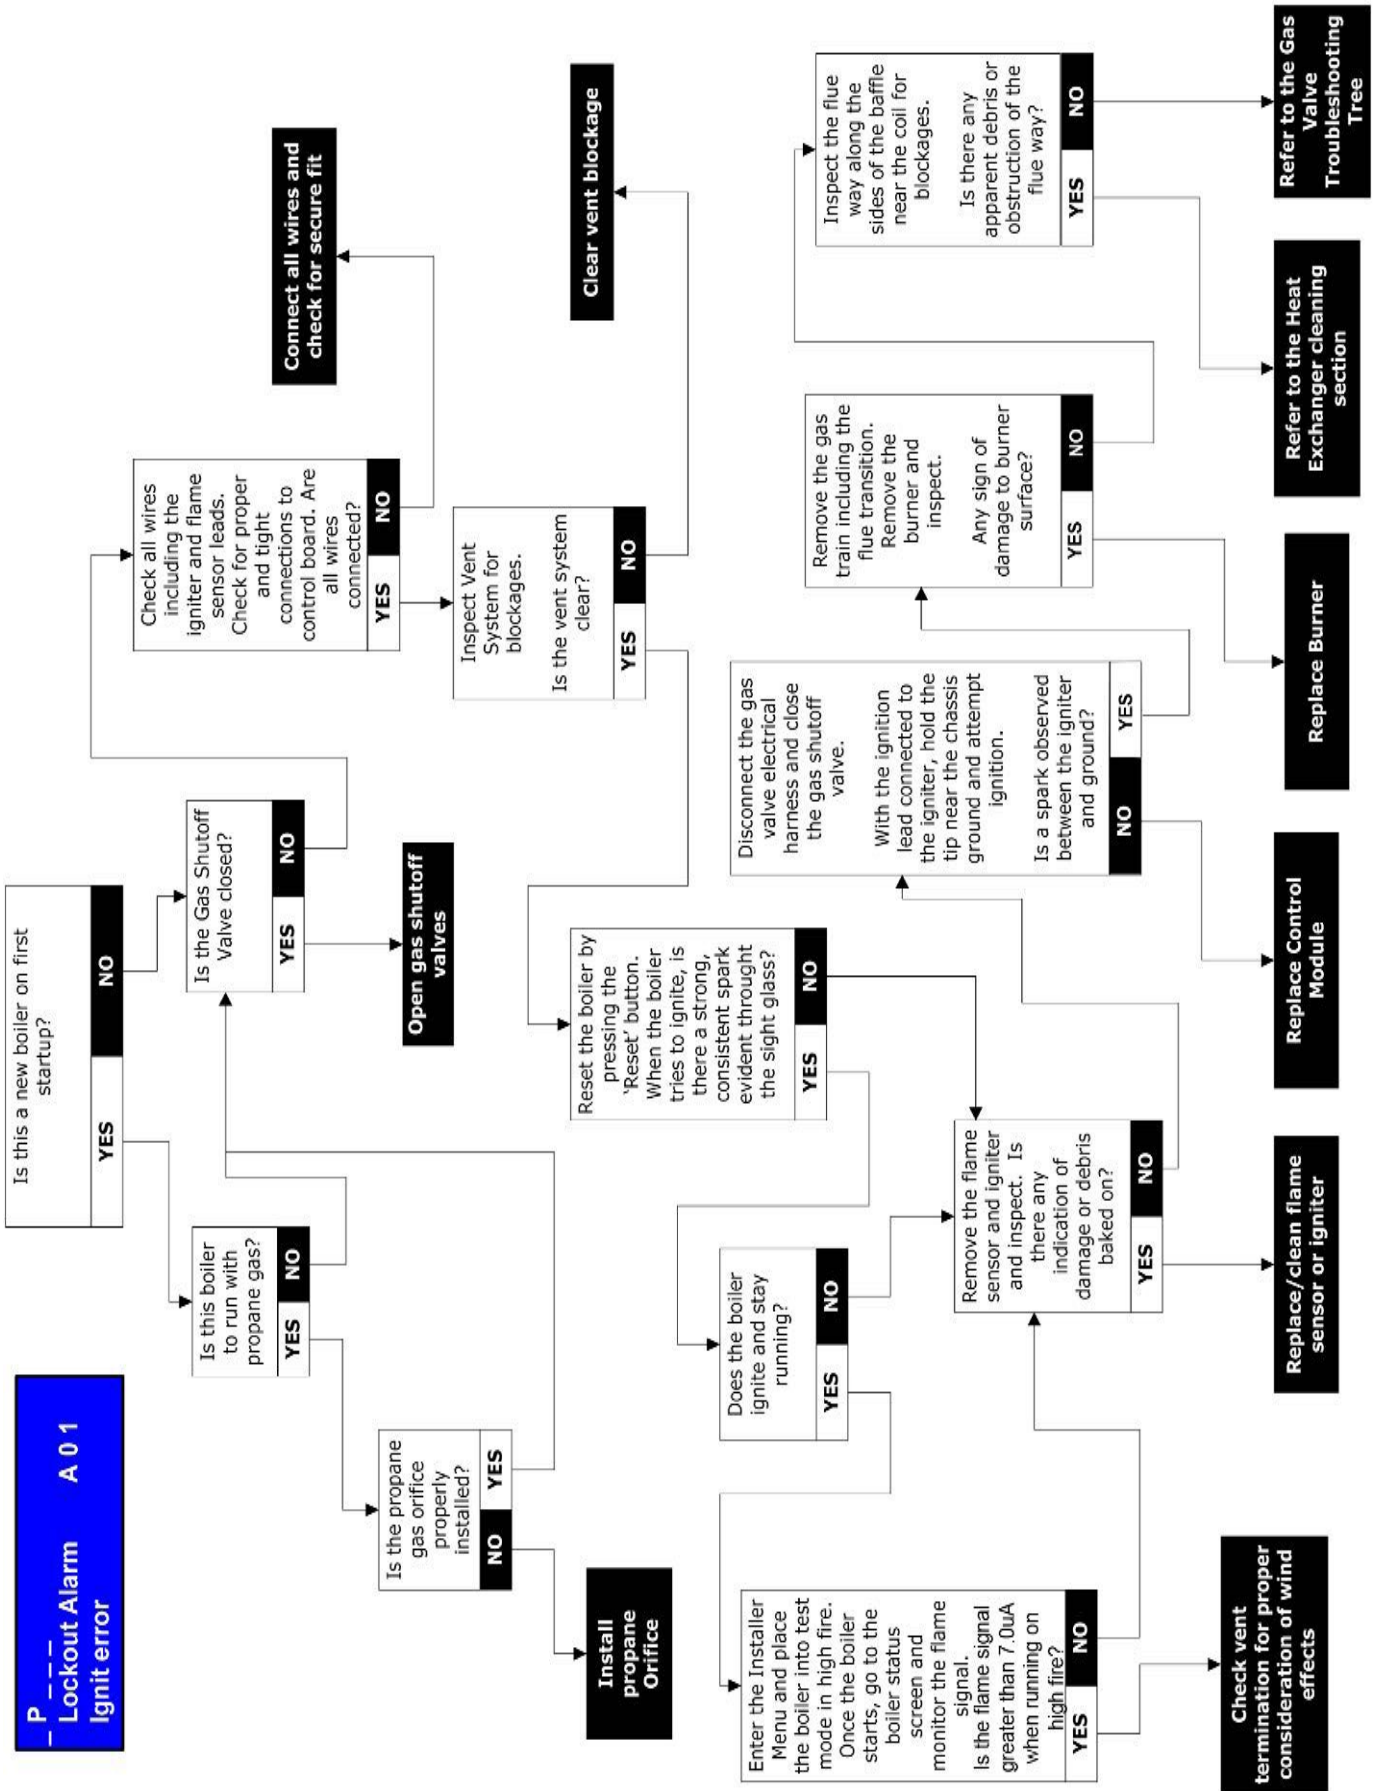 _ P _ _ _
Lockout Alarm A 0 1
Ignit error
Is this a new boiler on first
startup?
YES
NO
Is this boiler
to run with
propane gas?
YES
NO
Is the Gas Shutoff
Valve closed?
YES
NO
Check all wires
including the
igniter and flame
sensor leads.
Check for proper
and tight
connections to
control board. Are
all wires
connected?
YES
NO
Connect all wires and
check for secure fit
Is the propane
gas orifice
properly
installed?
NO
YES
Open gas shutoff
valves
Inspect Vent
System for
blockages.
Is the vent system
clear?
YES
NO
Clear vent blockage
Install
propane
Orifice
Reset the boiler by
pressing the
'Reset' button.
When the boiler
tries to ignite, is
there a strong,
consistent spark
evident throught
the sight glass?
YES
NO
Enter the Installer
Menu and place
the boiler into test
mode in high fire.
Once the boiler
starts, go to the
boiler status
screen and
monitor the flame
signal.
Is the flame signal
greater than 7.0uA
when running on
high fire?
YES
NO
Does the boiler
ignite and stay
running?
YES
NO
Remove the flame
sensor and igniter
and inspect. Is
there any
indication of
damage or debris
baked on?
YES
NO
Disconnect the gas
valve electrical
harness and close
the gas shutoff
valve.
With the ignition
lead connected to
the igniter, hold the
tip near the chassis
ground and attempt
ignition.
Is a spark observed
between the igniter
and ground?
NO
YES
Remove the gas
train including the
flue transition.
Remove the
burner and
inspect.
Any sign of
damage to burner
surface?
YES
NO
Inspect the flue
way along the
sides of the baffle
near the coil for
blockages.
Is there any
apparent debris or
obstruction of the
flue way?
YES
NO
Check vent
termination for proper
consideration of wind
effects
Replace/clean flame
sensor or igniter
Replace Control
Module
Replace Burner
Refer to the Heat
Exchanger cleaning
section
Refer to the Gas
Valve
Troubleshooting
Tree